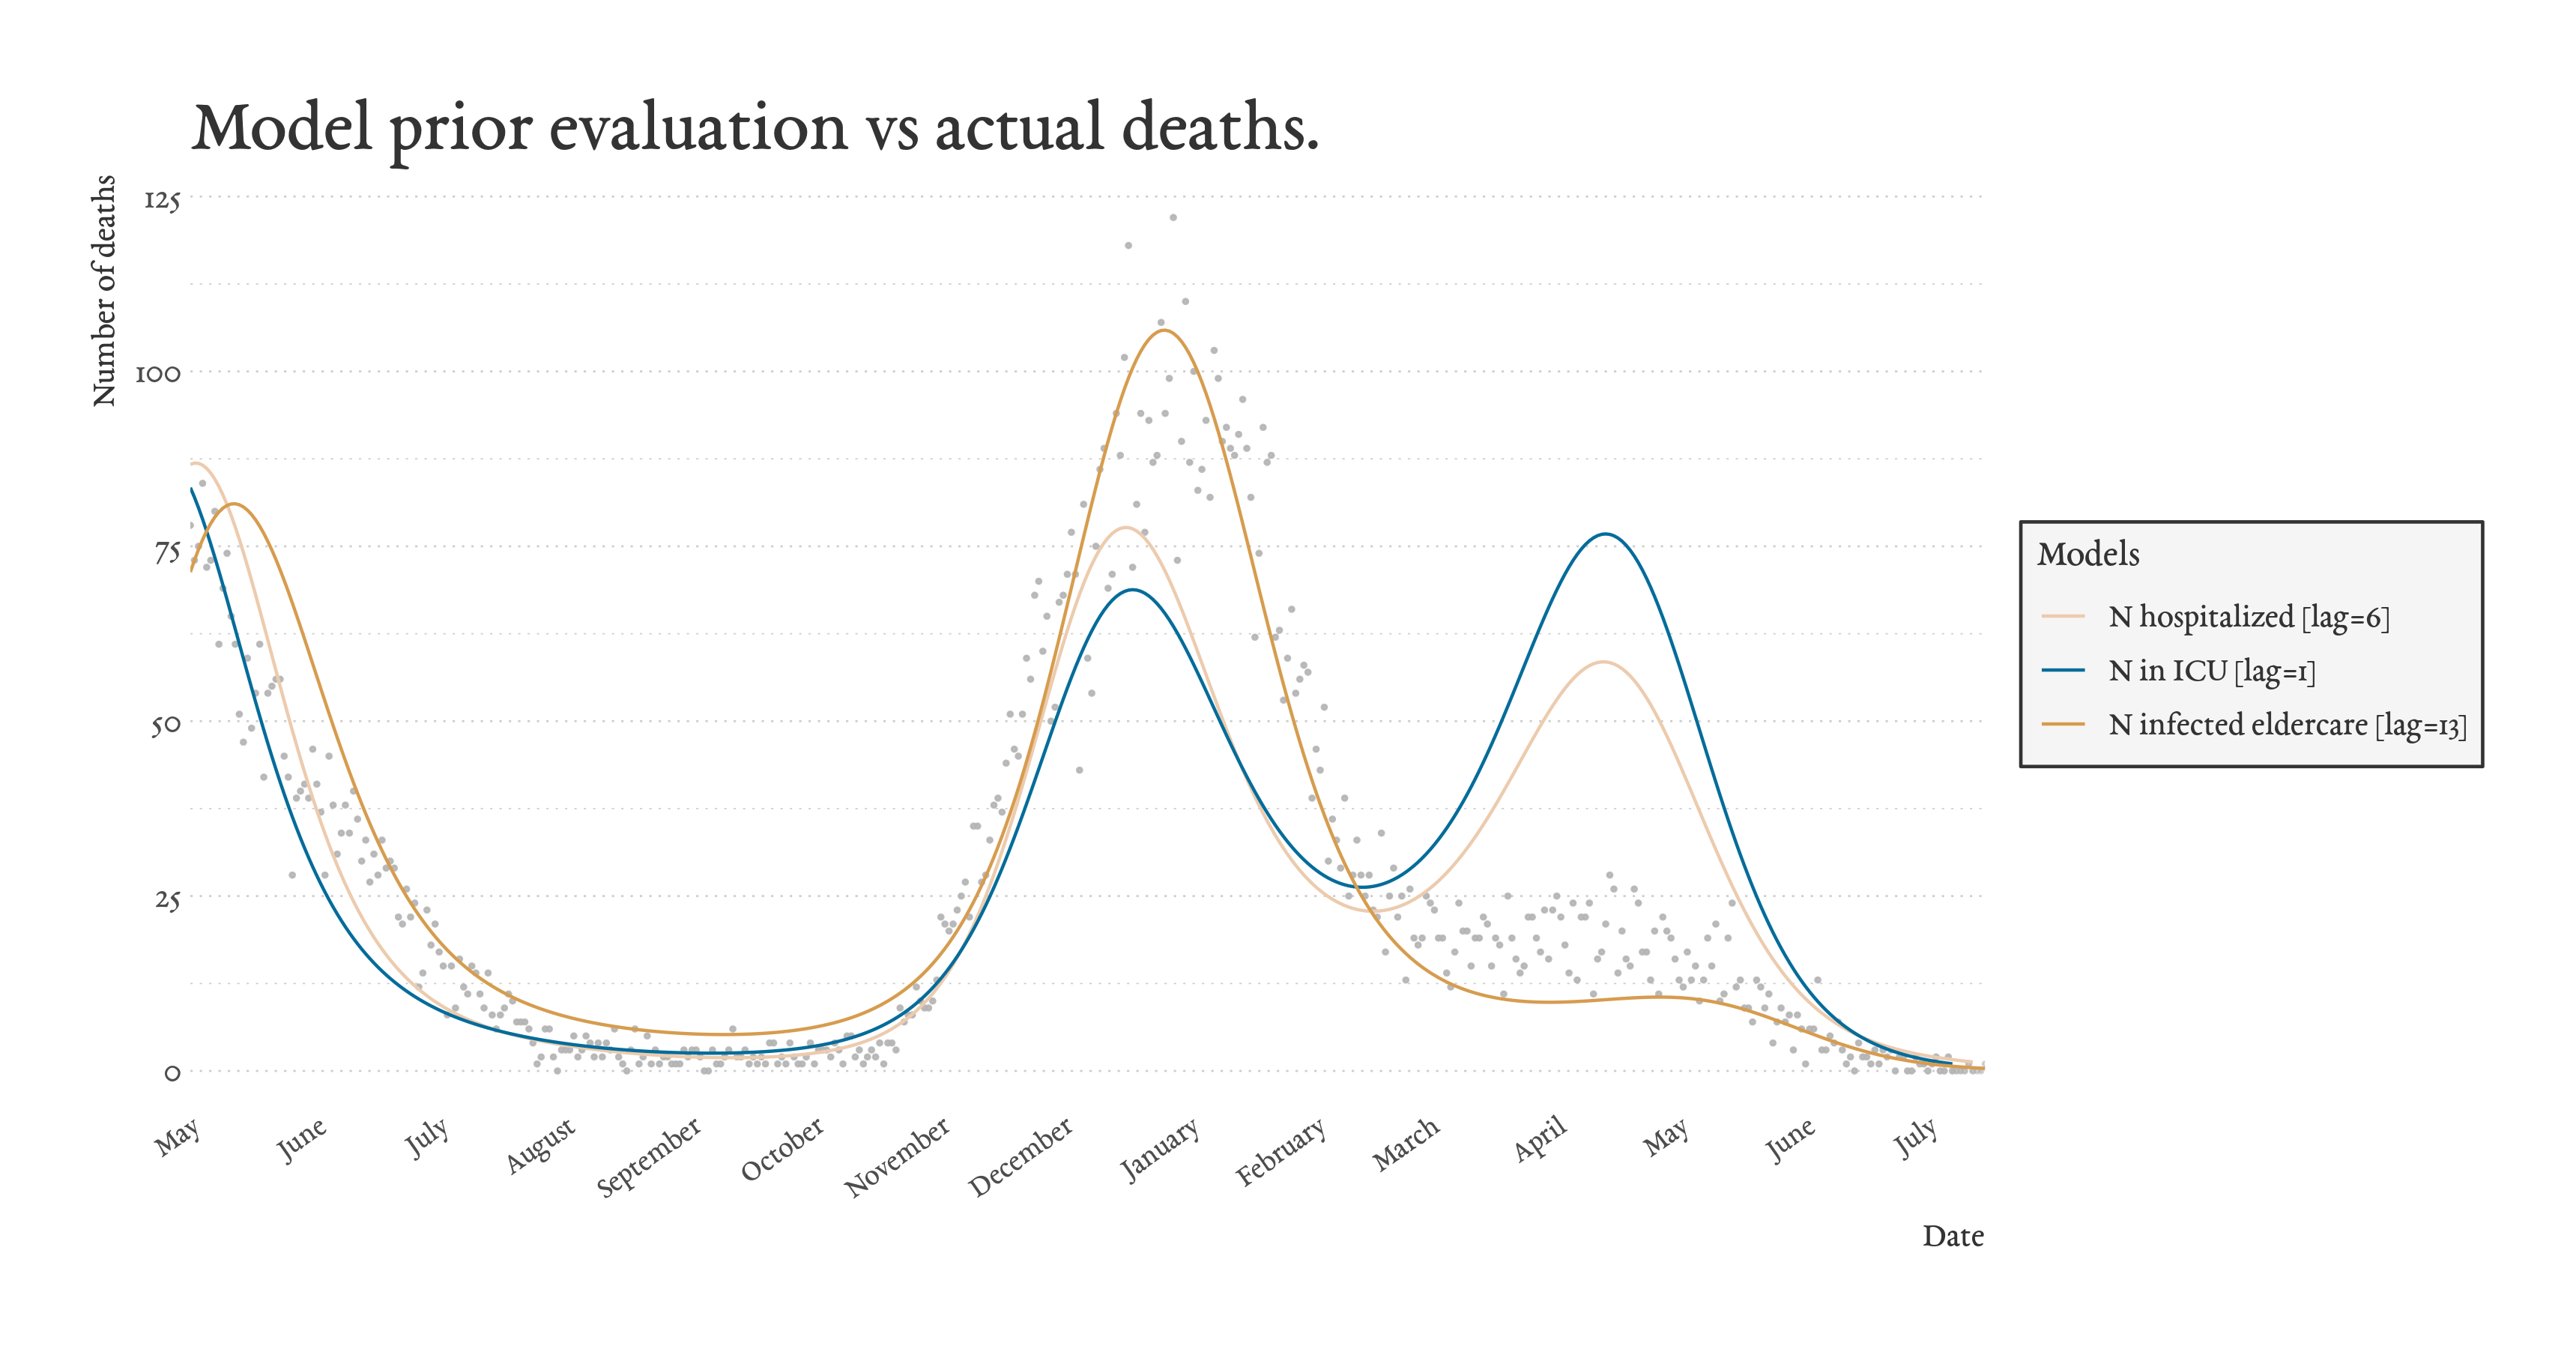 Model prior evaluation vs actual deaths.
Number of deaths
125
100
75
50
25
0
May
June
July
August
September
October
November
December
January
February
March
April
May
June
July
Date
Models
N hospitalized [lag=6]
N in ICU [lag=1]
N infected eldercare [lag=13]